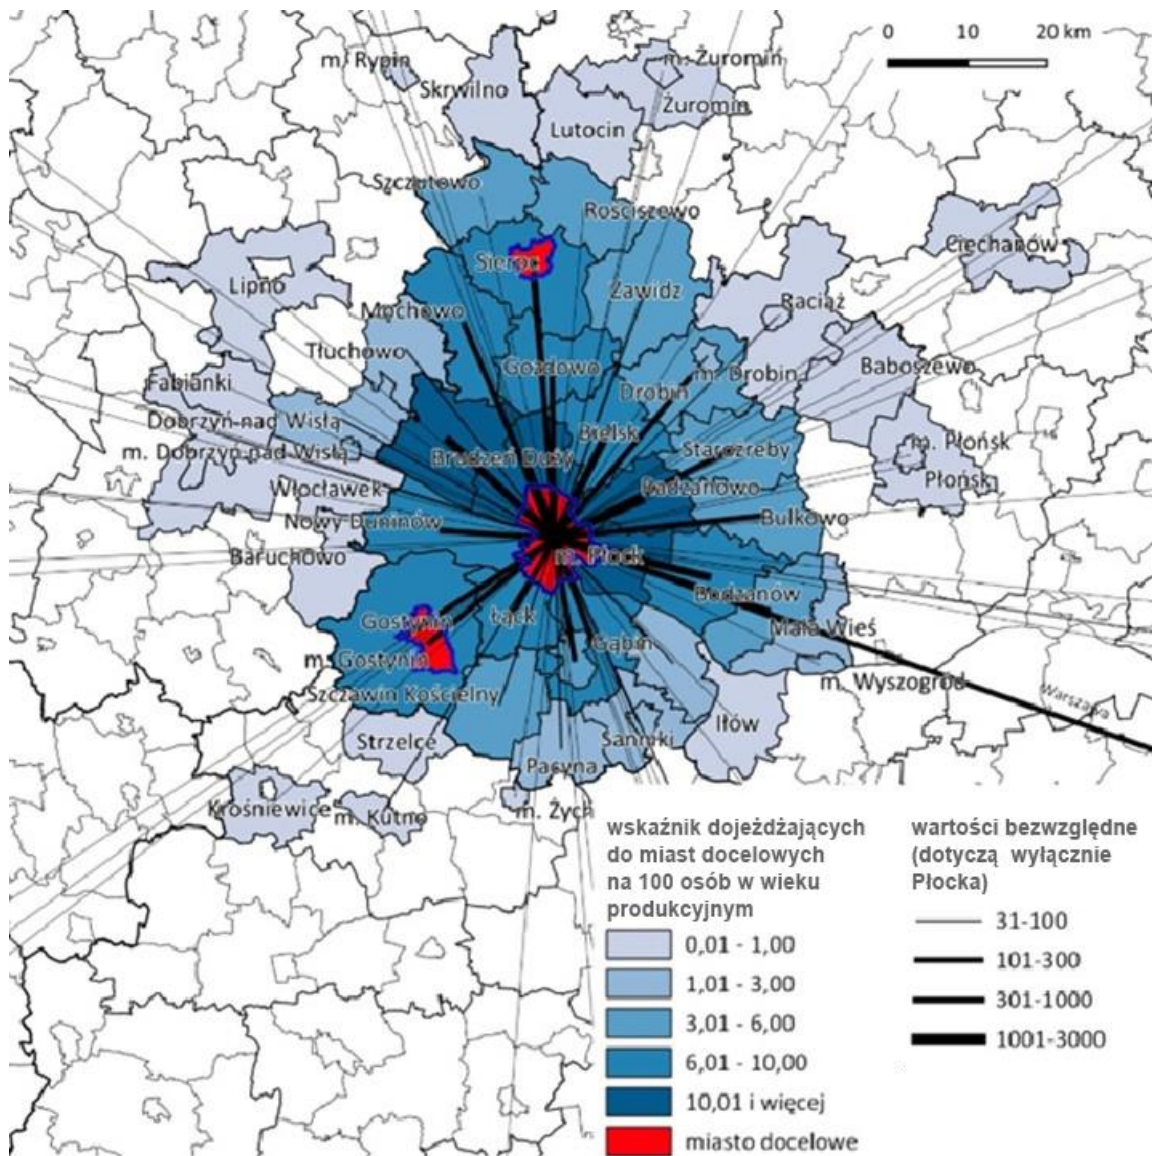 0 10 20 km
m. Rypin
m. Żuromin
Skrwilno
Żuromin
Lutocin
Szczutowo
Rościszewo
Ciechanów
Sierpc
Lipno
Zawidz
Raciąż
Mochowo
Tłuchowo
Gozdowo
Baboszewo
Fabianki
m. Drobin
Drobin
Dobrzyń nad Wisłą
Bielsk
m. Płońsk
m. Dobrzyń nad Wisłą
Starożreby
Brudzeń Duży
Płońsk
Włocławek
Radzanowo
Nowy Duninów
Bulkowo
Baruchowo
m. Płock
Bodzanów
Gostynin
Łąck
Mała Wieś
Gąbin
m. Gostynin
m. Wyszogród
Szczawin Kościelny
Warszawa
Iłów
Strzelce
Sanniki
Pacyna
Krośniewice
m. Kutno
m. Żych
wskaźnik dojeżdżających
do miast docelowych
na 100 osób w wieku
produkcyjnym
0,01 - 1,00
1,01 - 3,00
3,01 - 6,00
6,01 - 10,00
10,01 i więcej
miasto docelowe
wartości bezwzględne
(dotyczą wyłącznie
Płocka)
31-100
101-300
301-1000
1001-3000